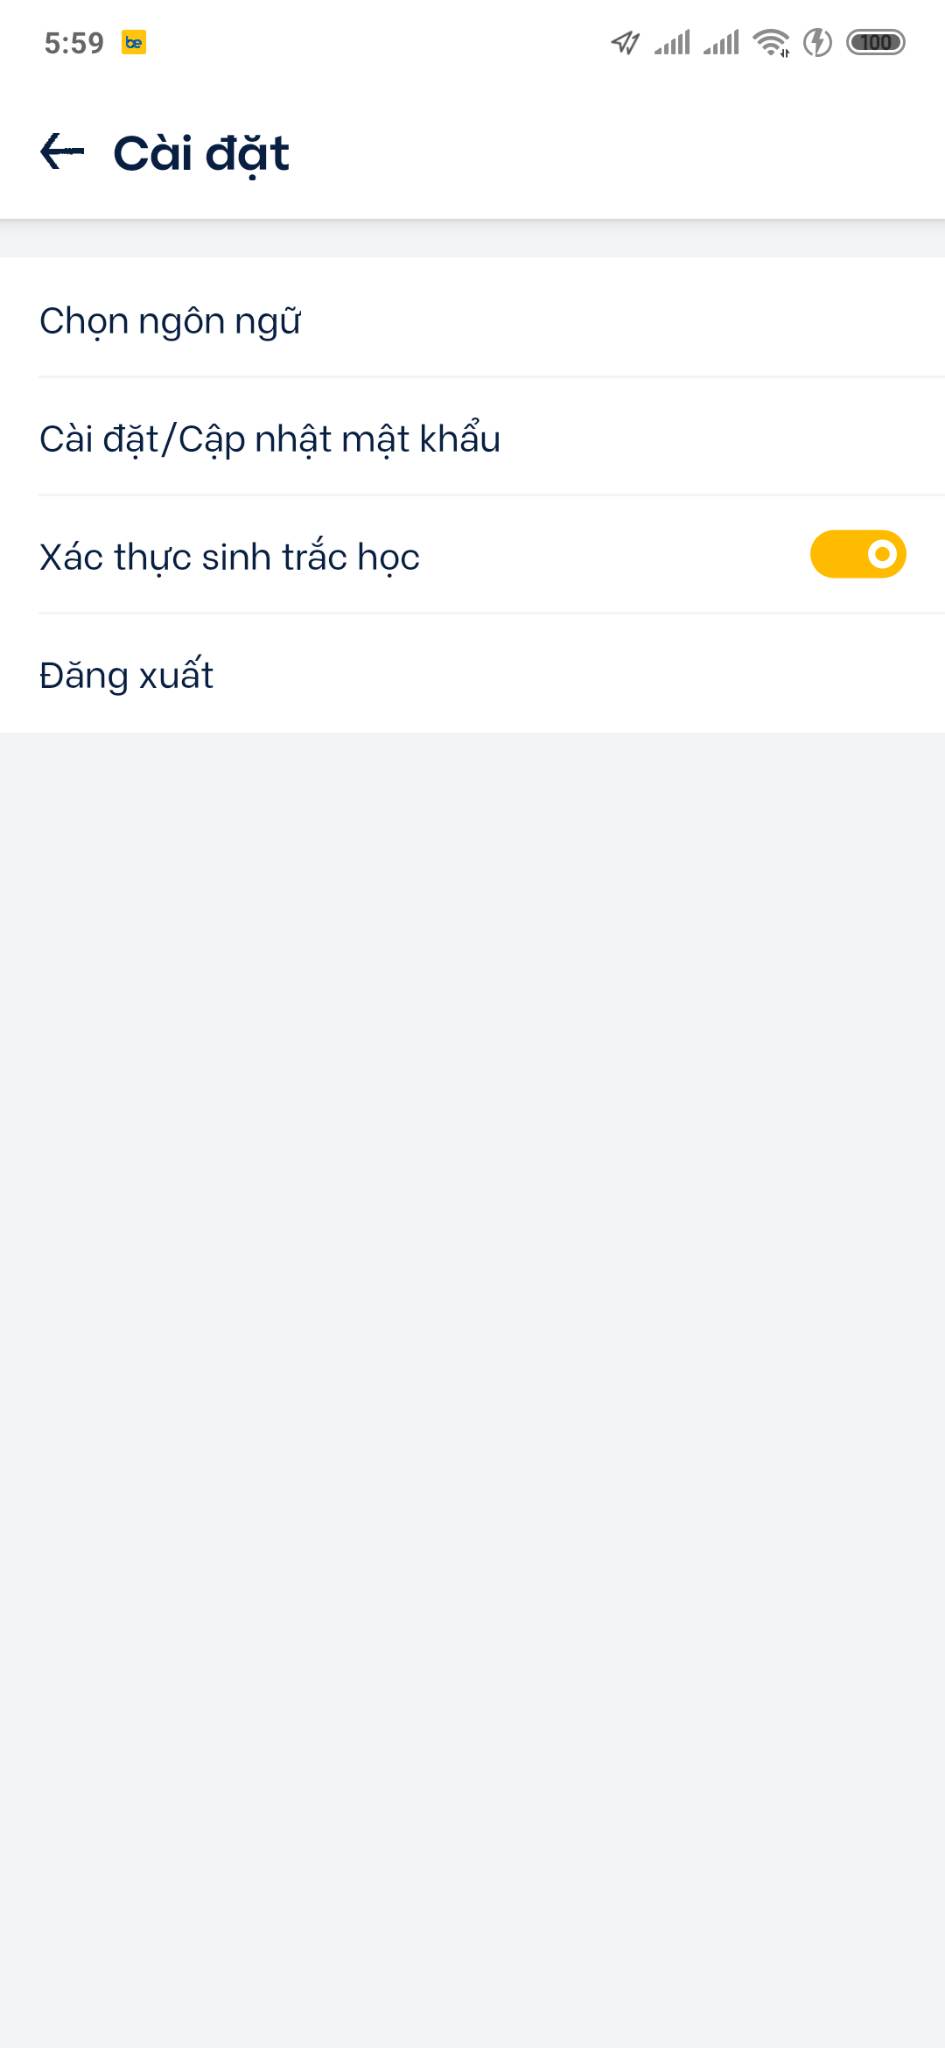 5:59 be 100
Cài đặt
Chọn ngôn ngữ
Cài đặt/Cập nhật mật khẩu
Xác thực sinh trắc học
Đăng xuất